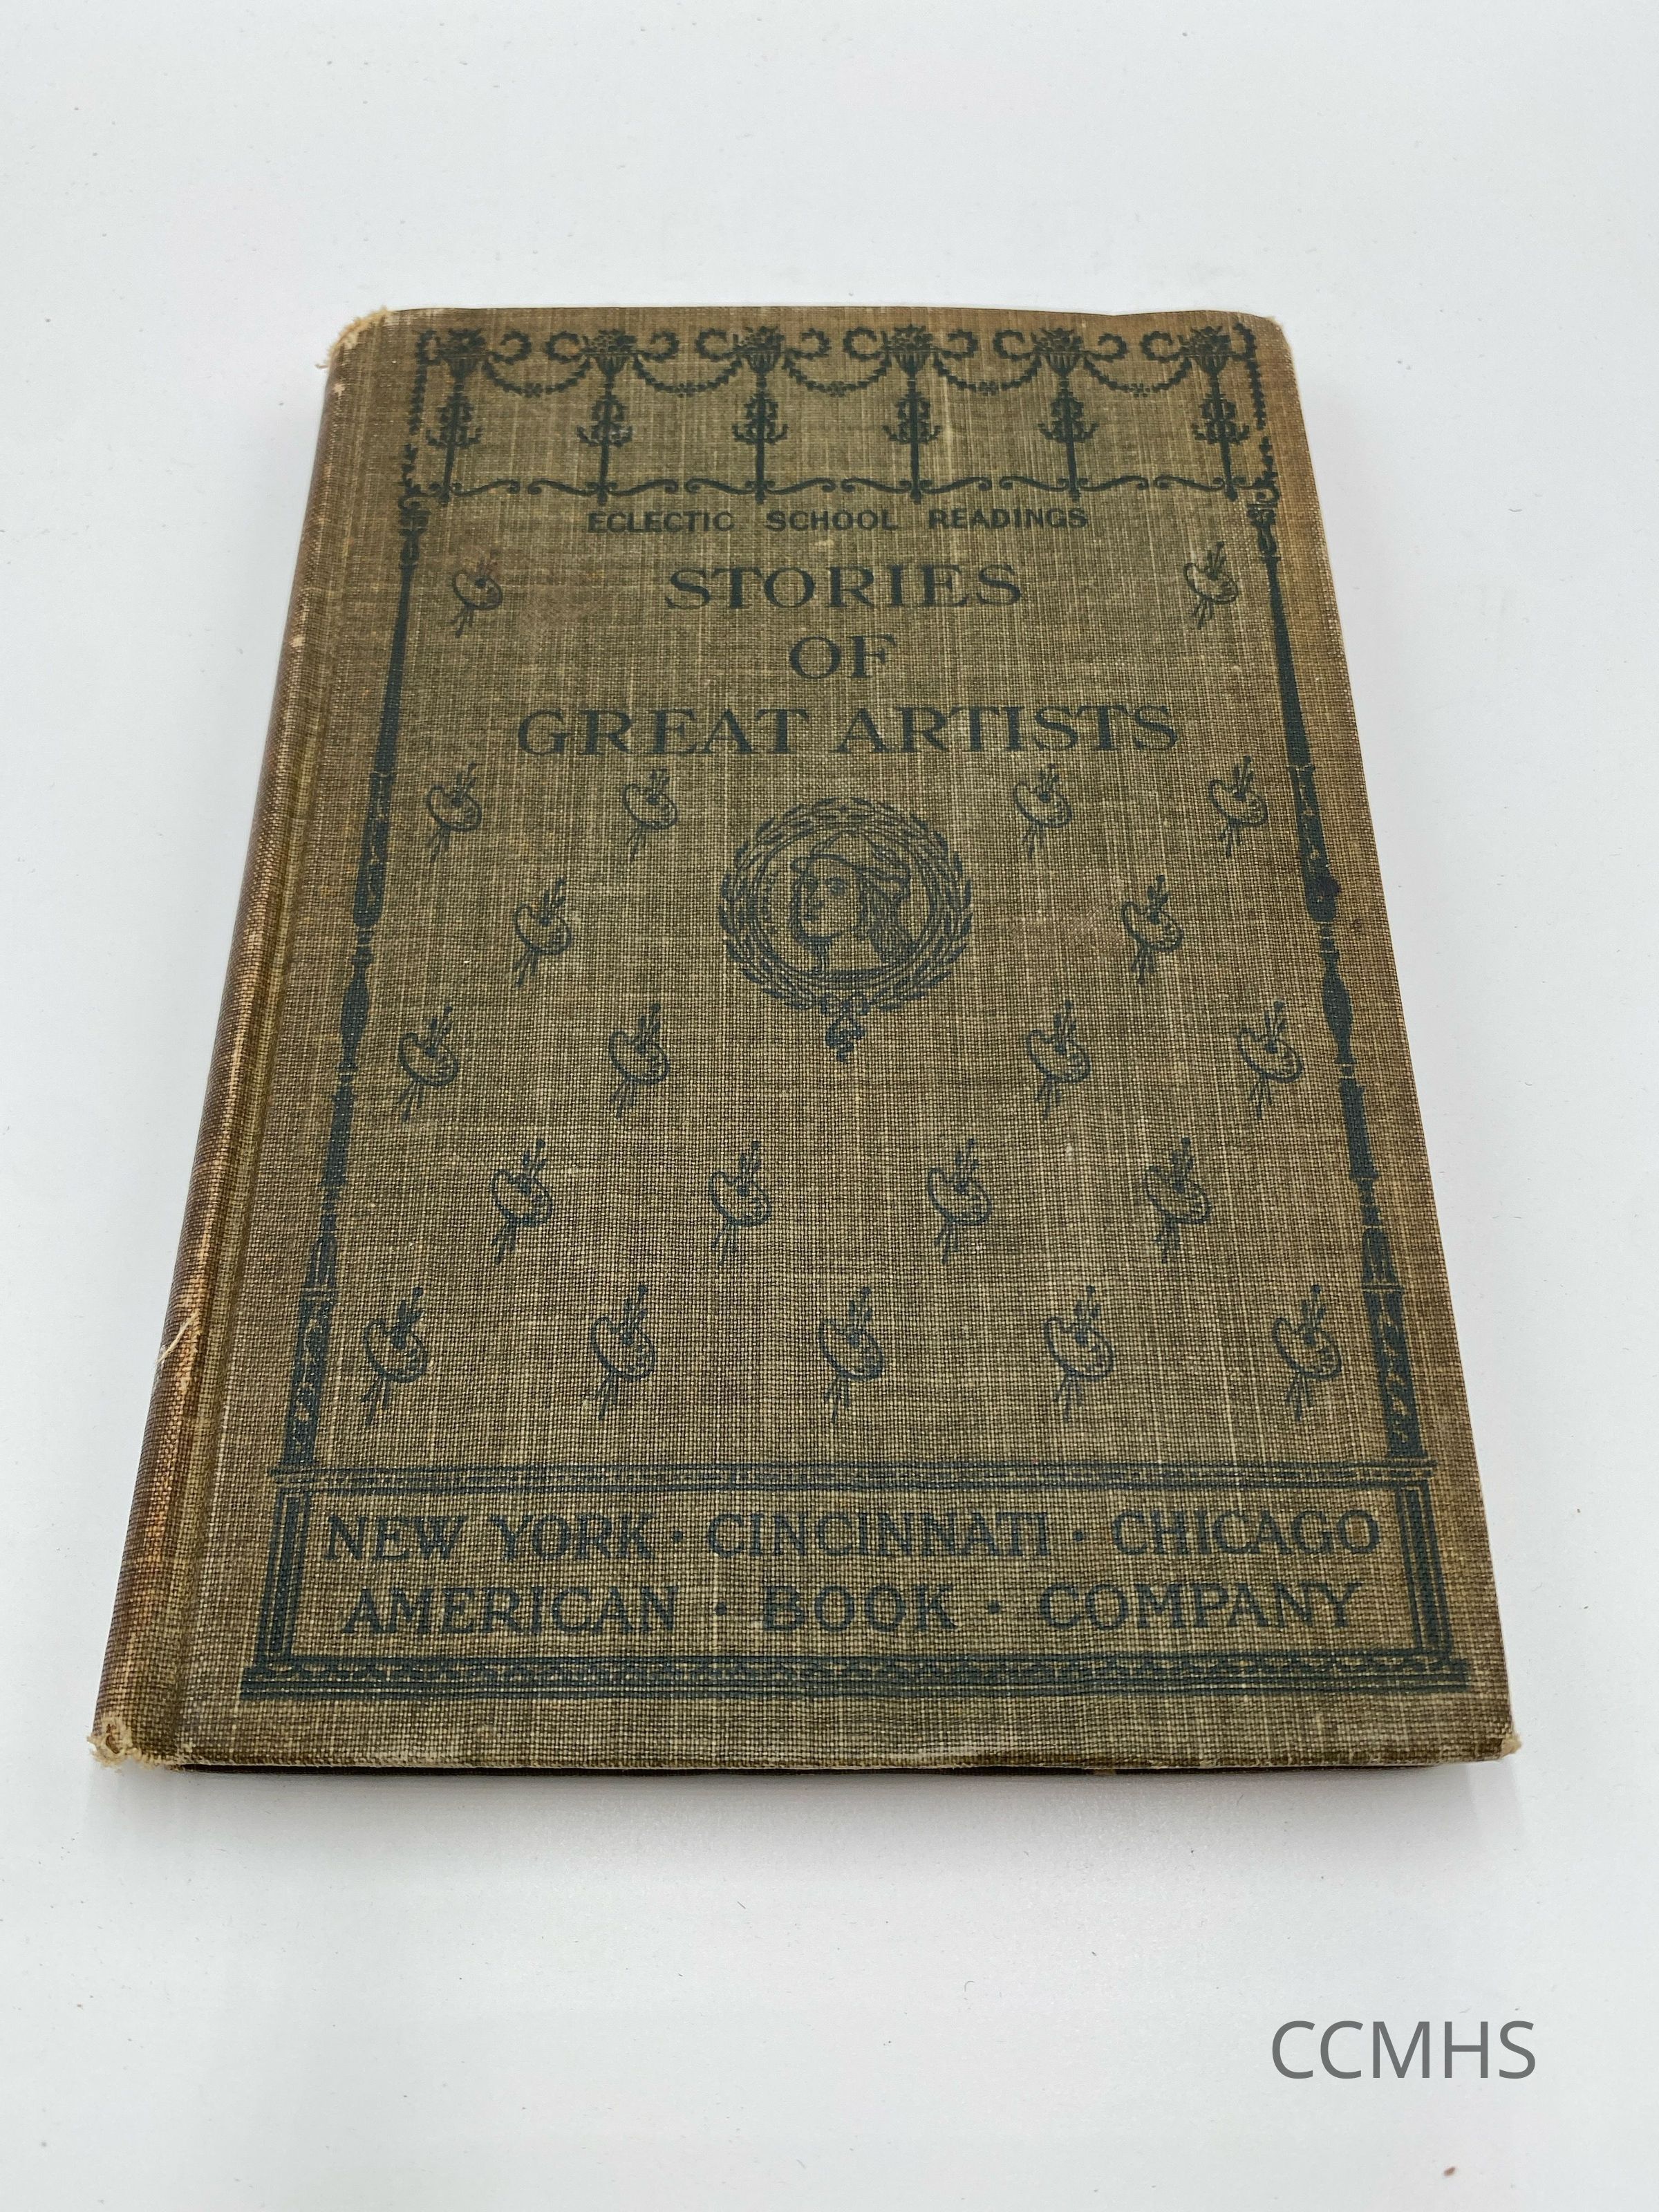 ECLECTIC SCHOOL READINGS
STORIES
OF
GREAT ARTISTS
NEW YORK · CINCINNATI · CHICAGO
AMERICAN · BOOK · COMPANY
CCMHS